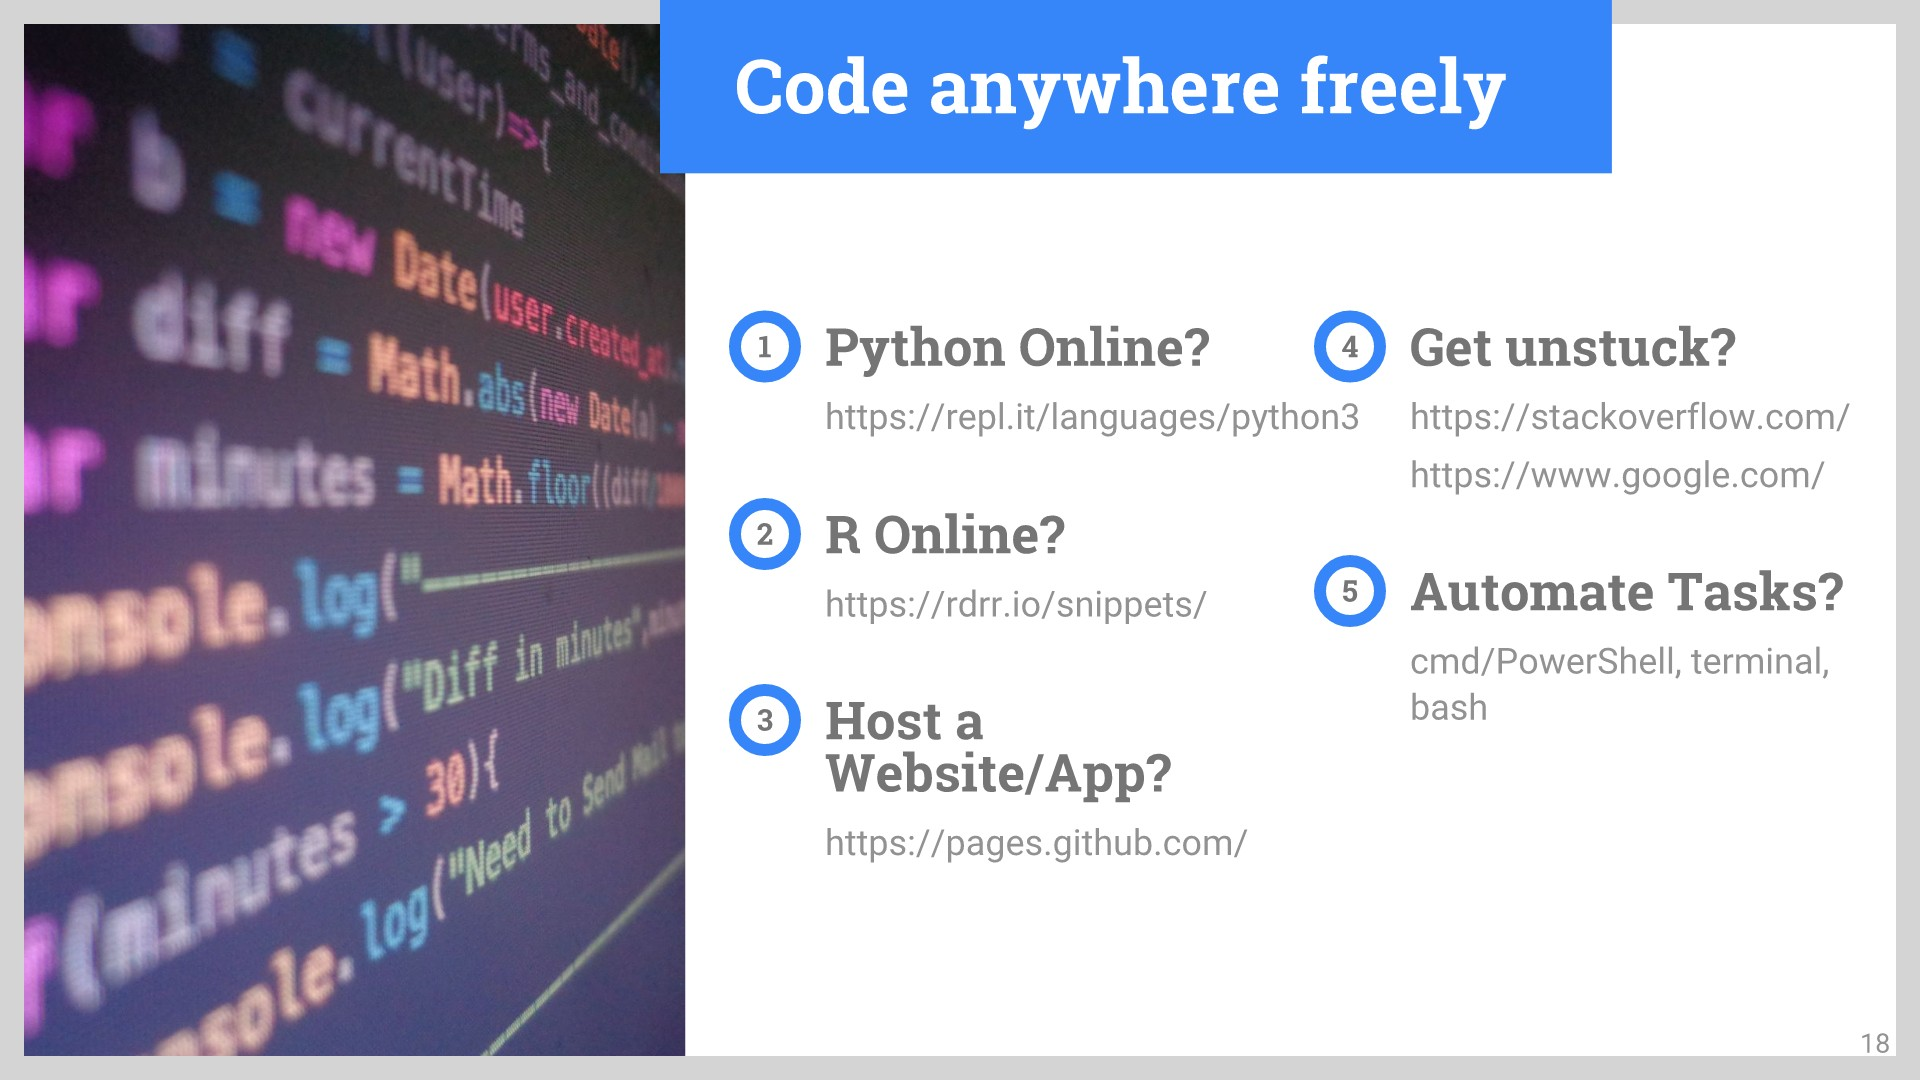 Code anywhere freely
= currentTime
((user)=>{
b = new Date(user.created_at)
diff = Math.abs(new Date(a) -
minutes = Math.floor((diff/
console.log("
console.log("Diff in minutes",
(minutes > 30){
console.log("Need to Send Mail
1
Python Online?
https://repl.it/languages/python3
2
R Online?
https://rdrr.io/snippets/
3
Host a
Website/App?
https://pages.github.com/
4
Get unstuck?
https://stackoverflow.com/
https://www.google.com/
5
Automate Tasks?
cmd/PowerShell, terminal,
bash
18